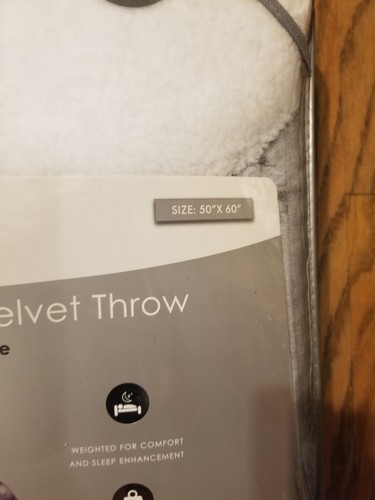 SIZE: 50"X 60"
elvet Throw
e
WEIGHTED FOR COMFORT
AND SLEEP ENHANCEMENT